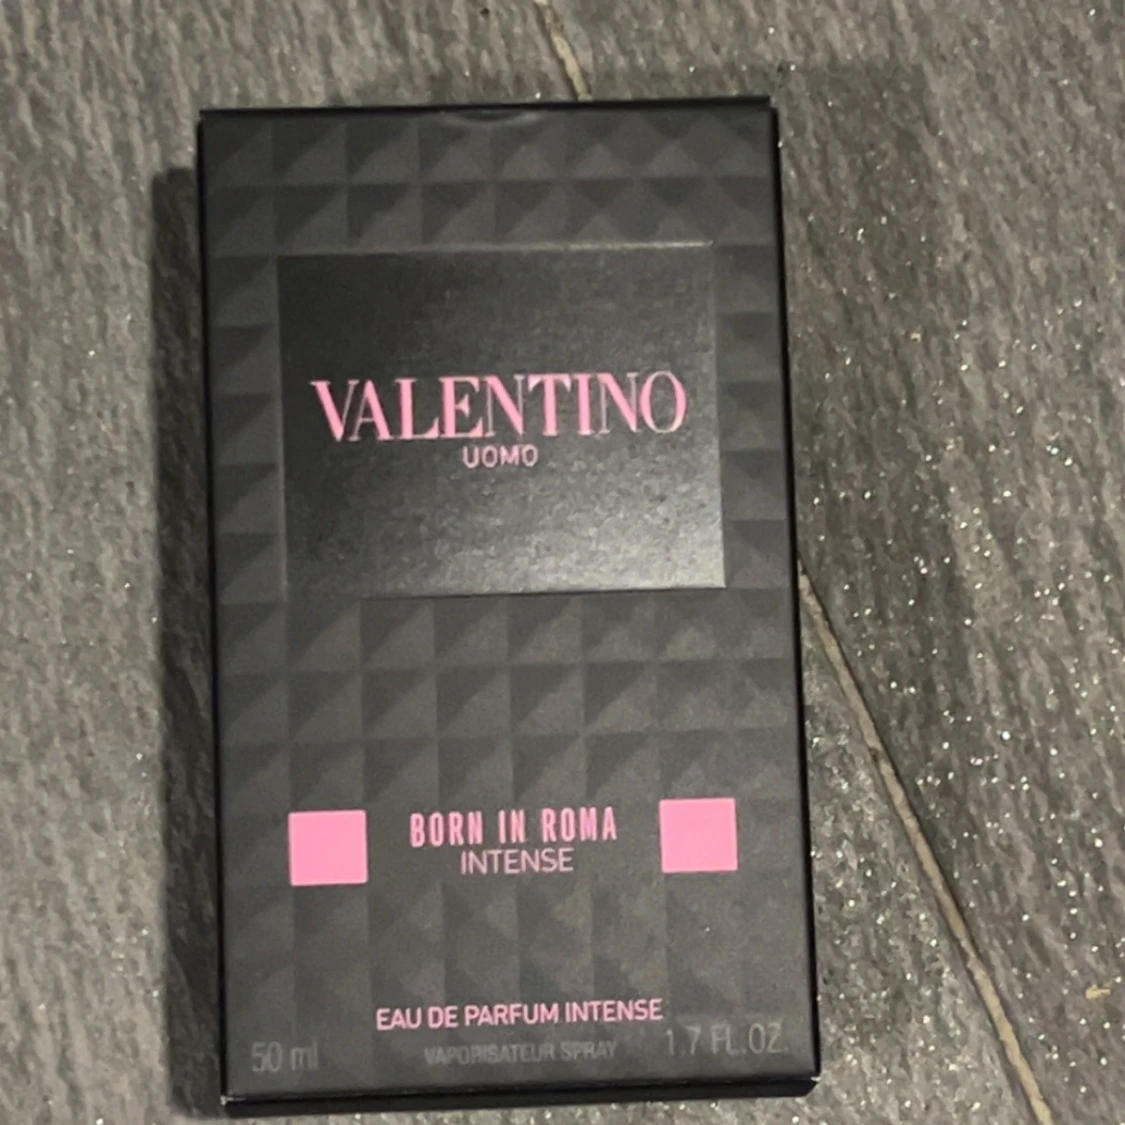 VALENTINO
UOMO
BORN IN ROMA
INTENSE
EAU DE PARFUM INTENSE
50 ml VAPORISATEUR SPRAY 1.7 FL.OZ.